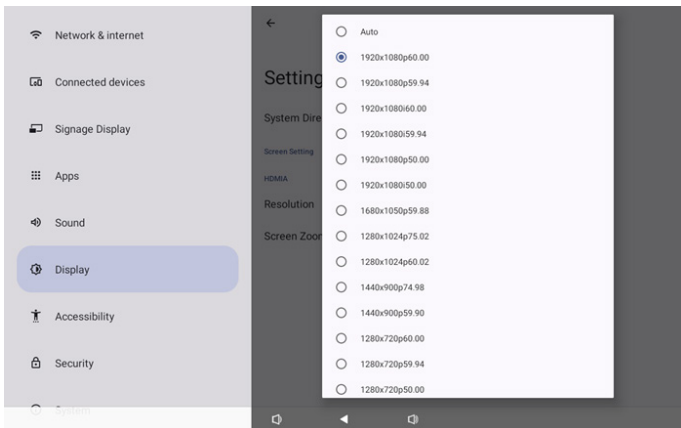 Network & internet
Connected devices
Signage Display
Apps
Sound
Display
Accessibility
Security
System
Setting
System Dire
Screen Setting
HDMIA
Resolution
Screen Zoor
Auto
1920x1080p60.00
1920x1080p59.94
1920x1080i60.00
1920x1080i59.94
1920x1080p50.00
1920x1080i50.00
1680x1050p59.88
1280x1024p75.02
1280x1024p60.02
1440x900p74.98
1440x900p59.90
1280x720p60.00
1280x720p59.94
1280x720p50.00